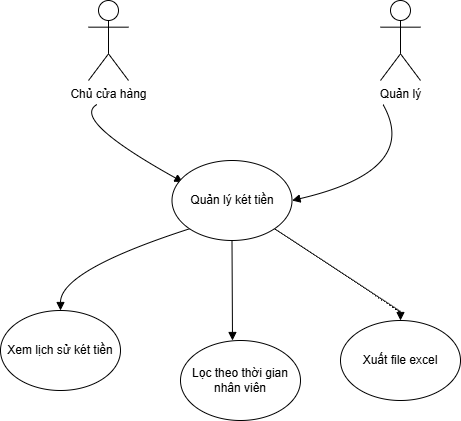 Chủ cửa hàng
Quản lý
Quản lý két tiền
Xem lịch sử két tiền
Lọc theo thời gian
nhân viên
Xuất file excel